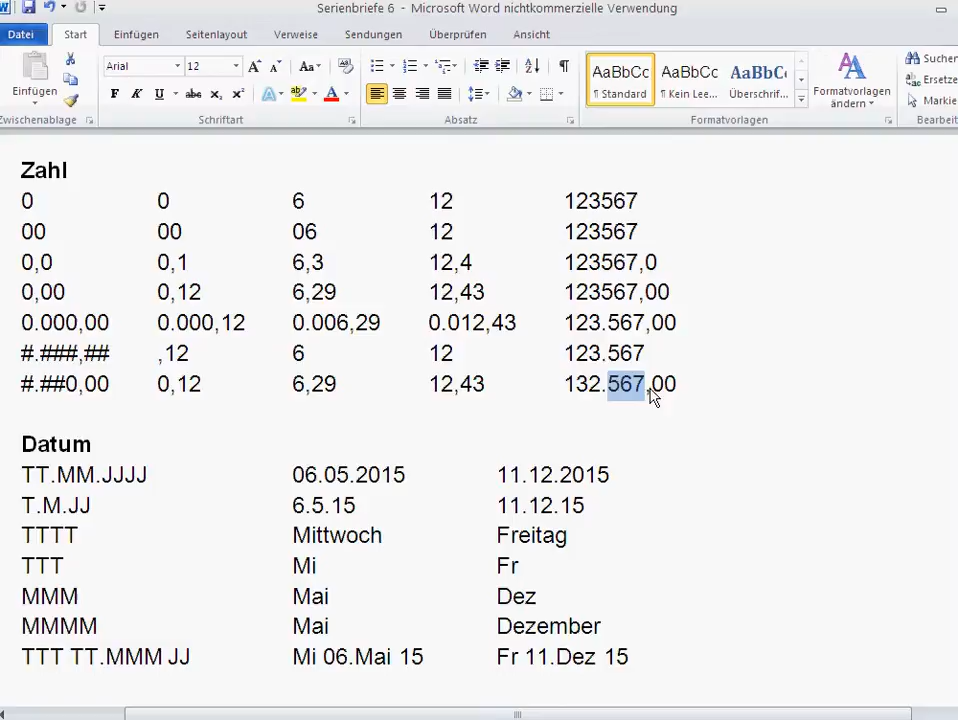 Serienbriefe 6 - Microsoft Word nichtkommerzielle Verwendung
Datei Start Einfügen Seitenlayout Verweise Sendungen Überprüfen Ansicht
Arial 12 Aa AaBbCc AaBbCc AaBbC Suchen
Einfügen Ersetze
F K U abc x₂ x² A ab A ¶ Standard ¶ Kein Lee... Überschrif... Formatvorlagen ändern Markie
Zwischenablage Schriftart Absatz Formatvorlagen Bearbeit
Zahl
0 0 6 12 123567
00 00 06 12 123567
0,0 0,1 6,3 12,4 123567,0
0,00 0,12 6,29 12,43 123567,00
0.000,00 0.000,12 0.006,29 0.012,43 123.567,00
#.###,## ,12 6 12 123.567
#.##0,00 0,12 6,29 12,43 132.567,00
Datum
TT.MM.JJJJ 06.05.2015 11.12.2015
T.M.JJ 6.5.15 11.12.15
TTTT Mittwoch Freitag
TTT Mi Fr
MMM Mai Dez
MMMM Mai Dezember
TTT TT.MMM JJ Mi 06.Mai 15 Fr 11.Dez 15